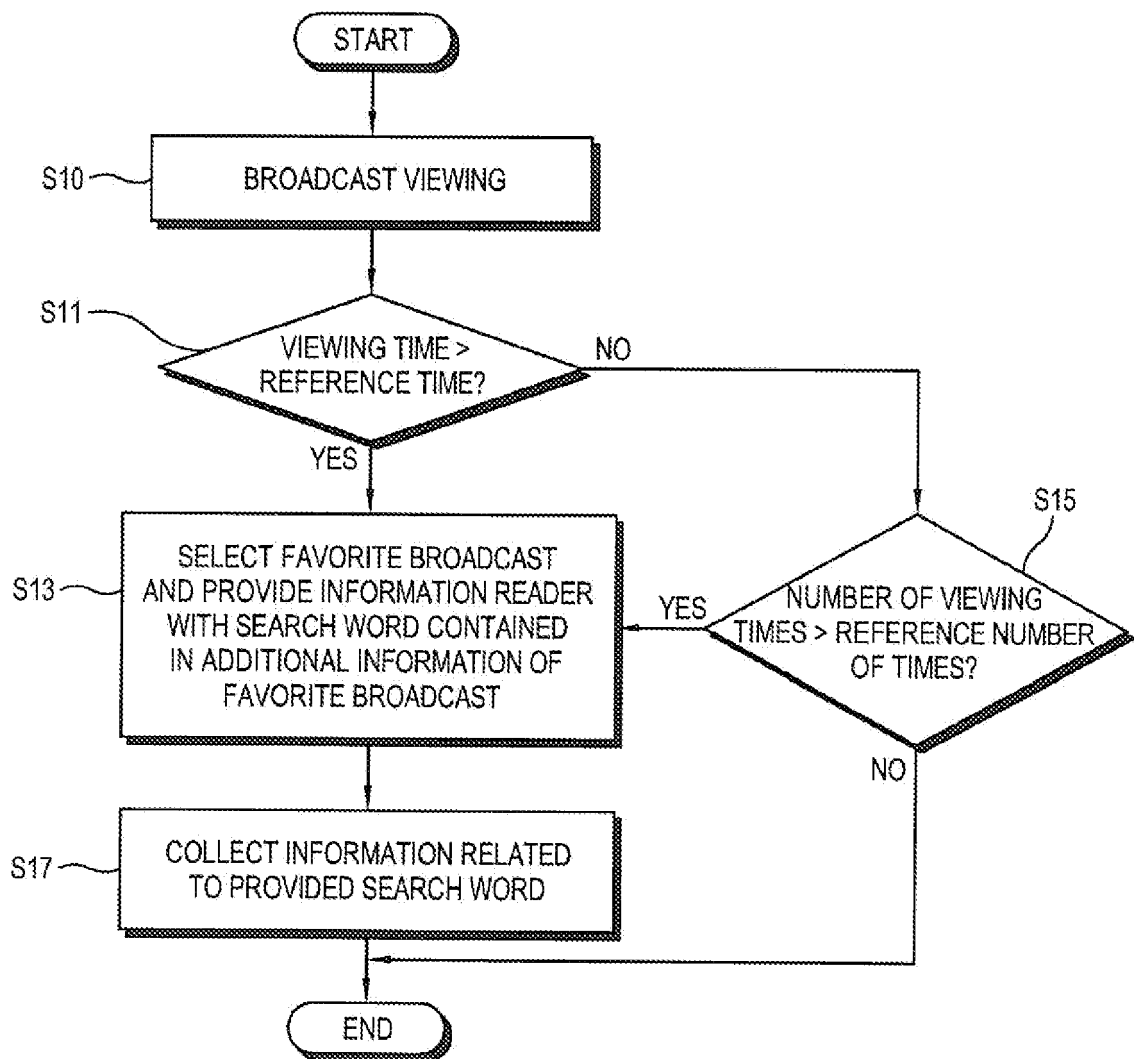 START
S10
BROADCAST VIEWING
S11
VIEWING TIME >
REFERENCE TIME?
NO
YES
S15
NUMBER OF VIEWING
TIMES > REFERENCE NUMBER
OF TIMES?
YES
NO
S13
SELECT FAVORITE BROADCAST
AND PROVIDE INFORMATION READER
WITH SEARCH WORD CONTAINED
IN ADDITIONAL INFORMATION OF
FAVORITE BROADCAST
S17
COLLECT INFORMATION RELATED
TO PROVIDED SEARCH WORD
END